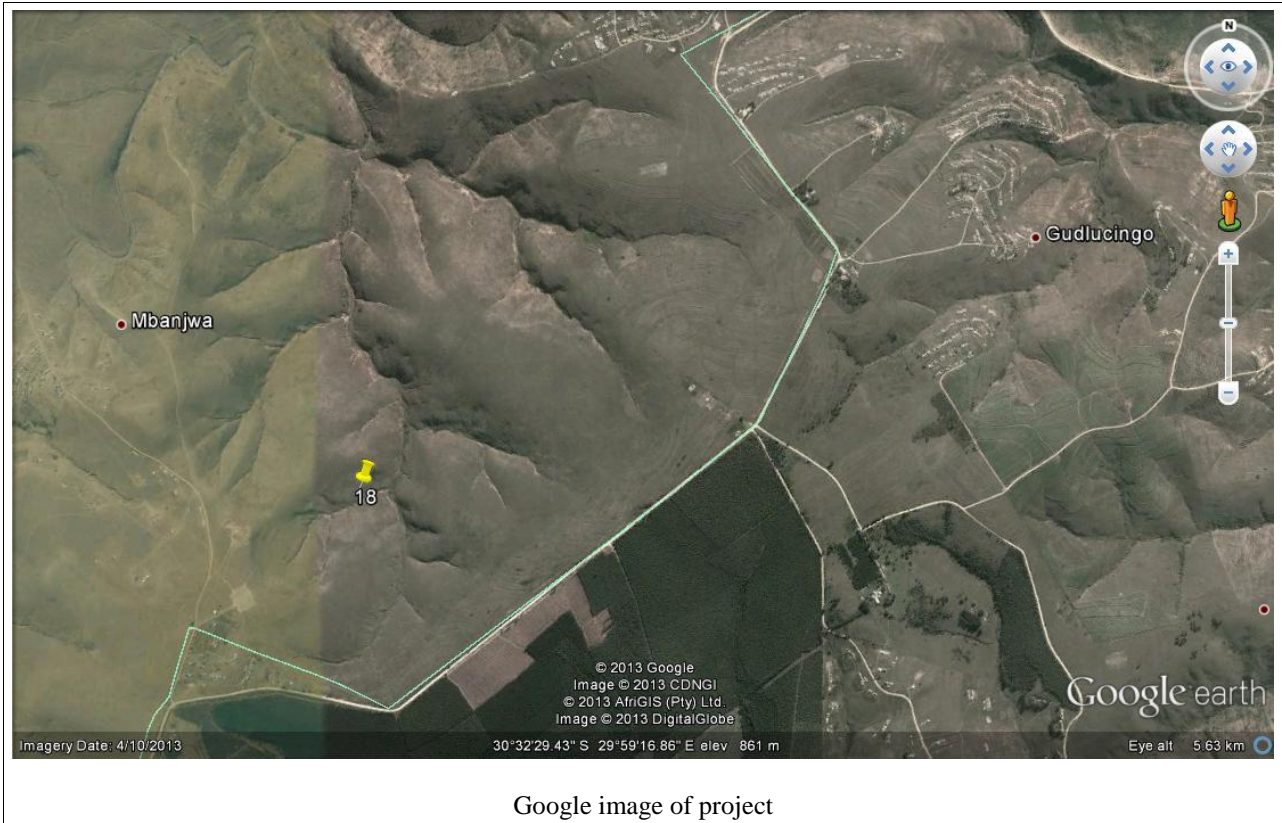 N
Gudlucingo
Mbanjwa
18
© 2013 Google
Image © 2013 CDNGI
© 2013 AfriGIS (Pty) Ltd.
Image © 2013 DigitalGlobe
Google earth
Imagery Date: 4/10/2013
30°32'29.43" S 29°59'16.86" E elev 861 m
Eye alt 5.63 km
Google image of project